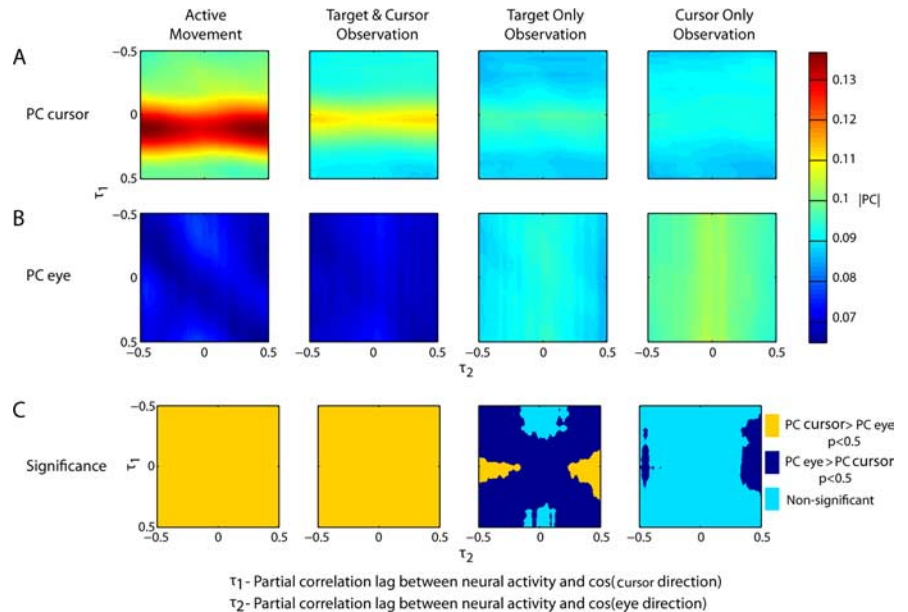 Active Movement
Target & Cursor Observation
Target Only Observation
Cursor Only Observation
A
PC cursor
-0.5
0
0.5
τ1
0.13
0.12
0.11
0.1
0.09
0.08
0.07
|PC|
B
PC eye
-0.5
0
0.5
-0.5 0 0.5
-0.5 0 0.5
-0.5 0 0.5
-0.5 0 0.5
τ2
C
Significance
τ1
-0.5
0
0.5
-0.5 0 0.5
-0.5 0 0.5
-0.5 0 0.5
-0.5 0 0.5
τ2
PC cursor> PC eye
p<0.5
PC eye>PC cursor
p<0.5
Non-significant
τ1- Partial correlation lag between neural activity and cos(cursor direction)
τ2- Partial correlation lag between neural activity and cos(eye direction)